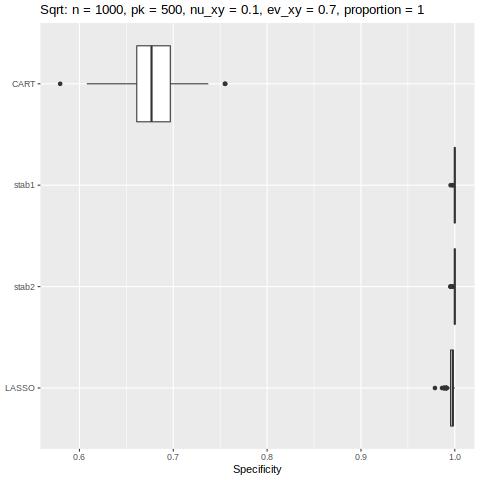 Sqrt: n = 1000, pk = 500, nu_xy = 0.1, ev_xy = 0.7, proportion = 1
CART
stab1
stab2
LASSO
0.6 0.7 0.8 0.9 1.0
Specificity